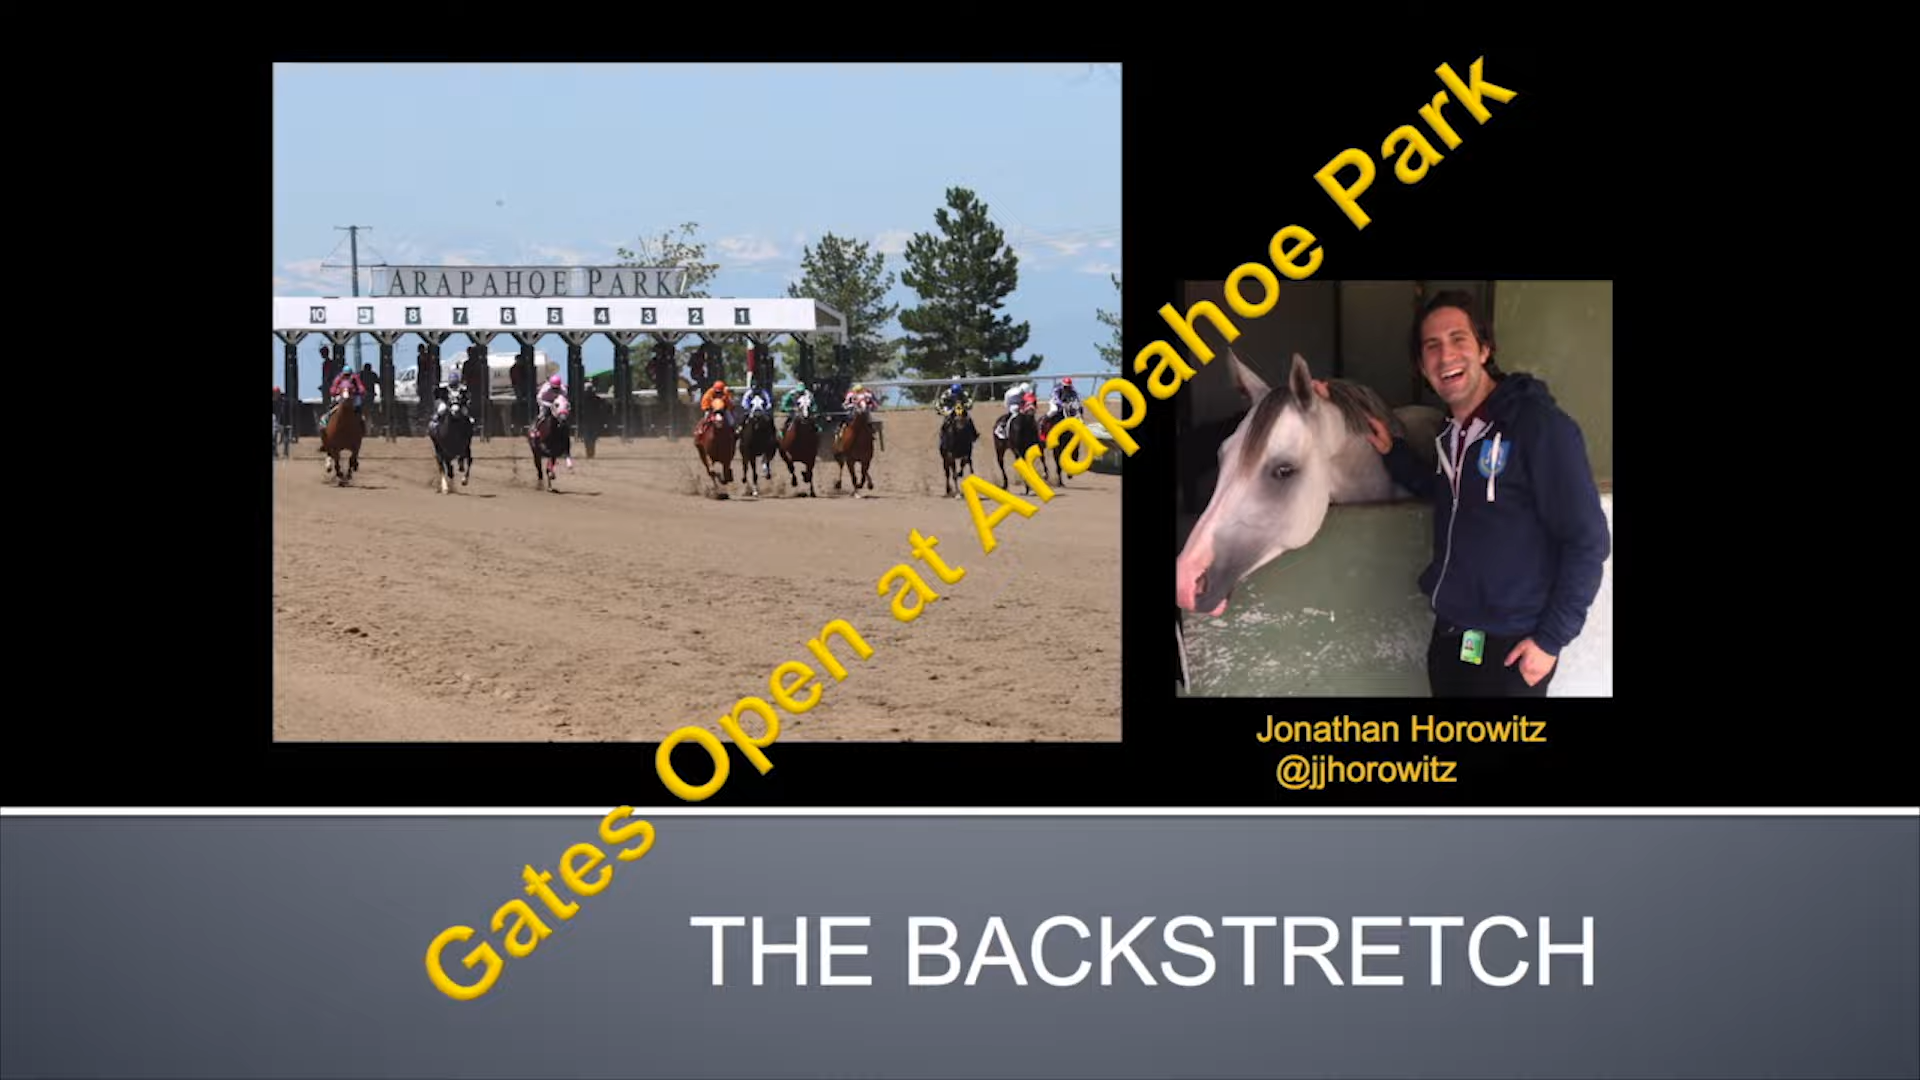 Gates Open at Arapahoe Park
ARAPAHOE PARK
10 9 8 7 6 5 4 3 2 1
Jonathan Horowitz
@jjhorowitz
THE BACKSTRETCH